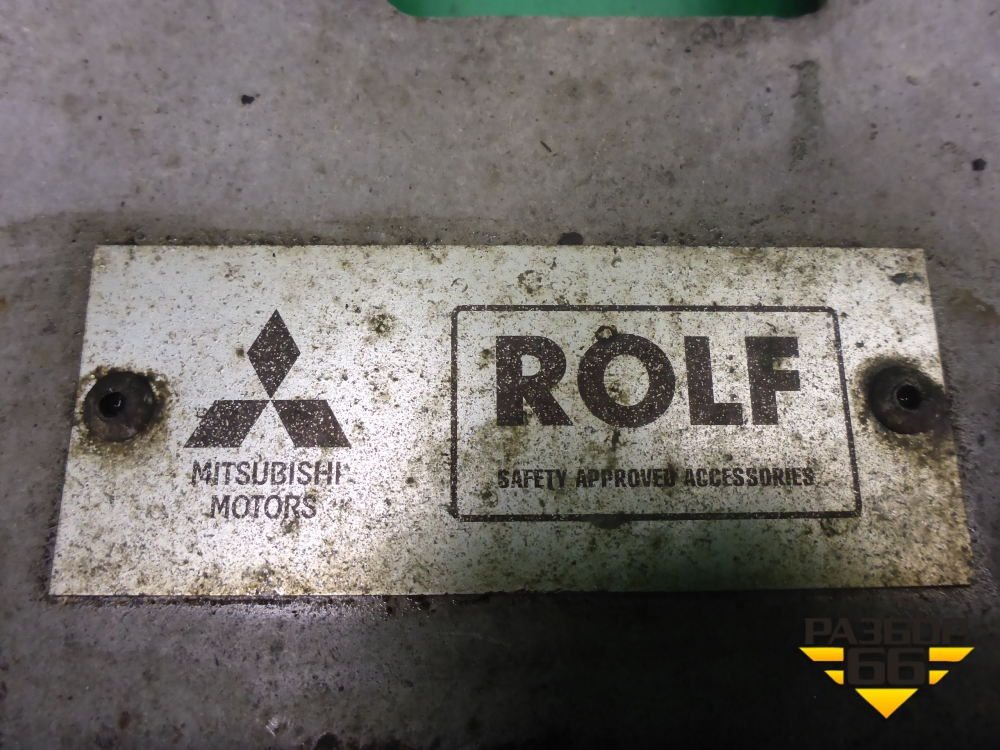 MITSUBISHI
MOTORS
ROLF
SAFETY APPROVED ACCESSORIES
РАЗБОР
66